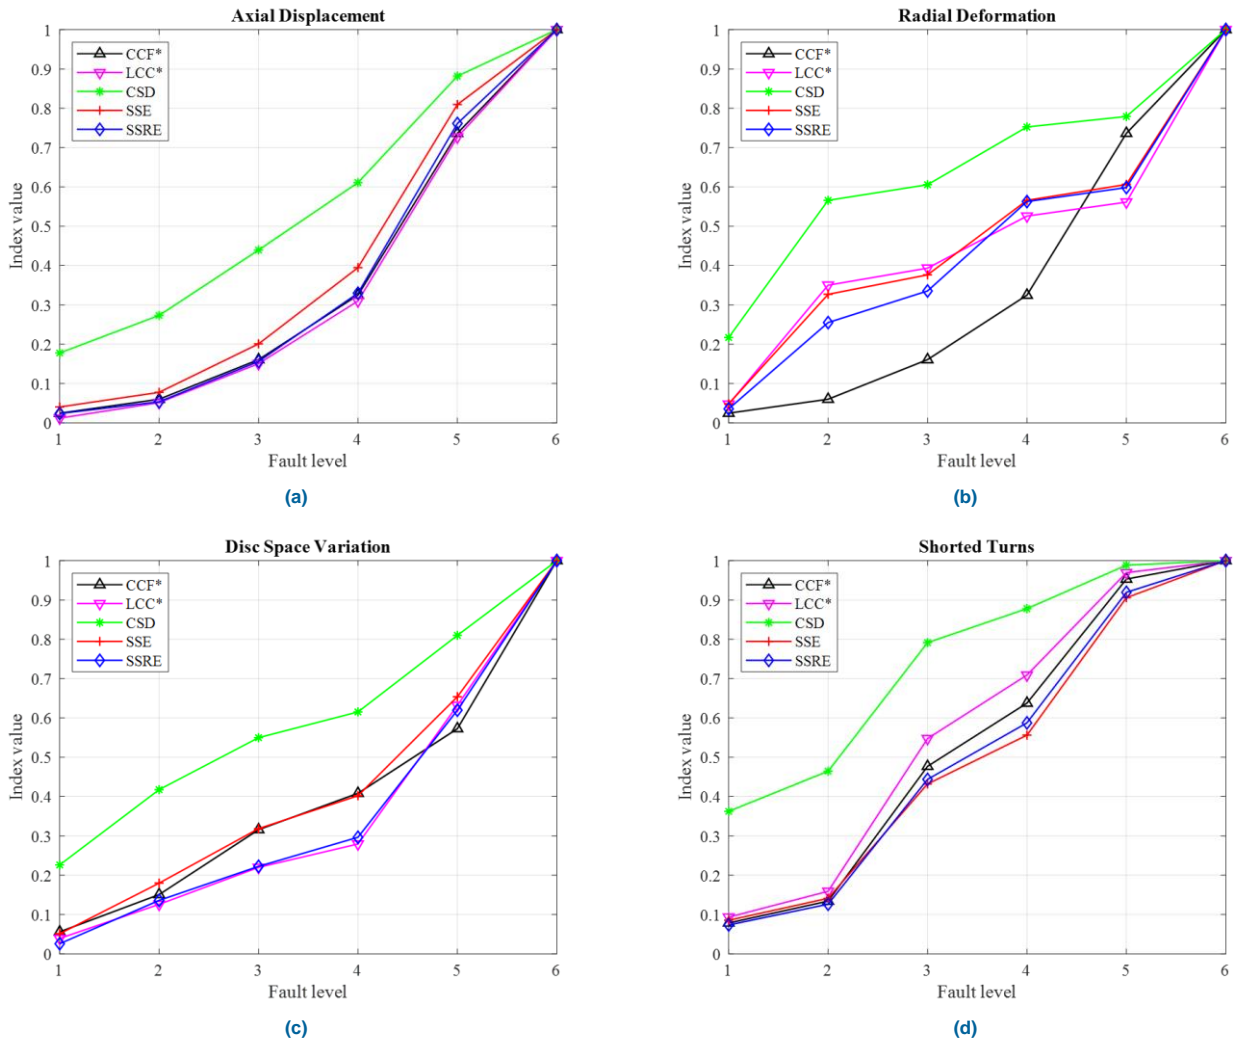 Axial Displacement
1
0.9
0.8
0.7
0.6
0.5
0.4
0.3
0.2
0.1
0
Index value
CCF*
LCC*
CSD
SSE
SSRE
1 2 3 4 5 6
Fault level
(a)
Radial Deformation
1
0.9
0.8
0.7
0.6
0.5
0.4
0.3
0.2
0.1
0
Index value
CCF*
LCC*
CSD
SSE
SSRE
1 2 3 4 5 6
Fault level
(b)
Disc Space Variation
1
0.9
0.8
0.7
0.6
0.5
0.4
0.3
0.2
0.1
0
Index value
CCF*
LCC*
CSD
SSE
SSRE
1 2 3 4 5 6
Fault level
(c)
Shorted Turns
1
0.9
0.8
0.7
0.6
0.5
0.4
0.3
0.2
0.1
0
Index value
CCF*
LCC*
CSD
SSE
SSRE
1 2 3 4 5 6
Fault level
(d)